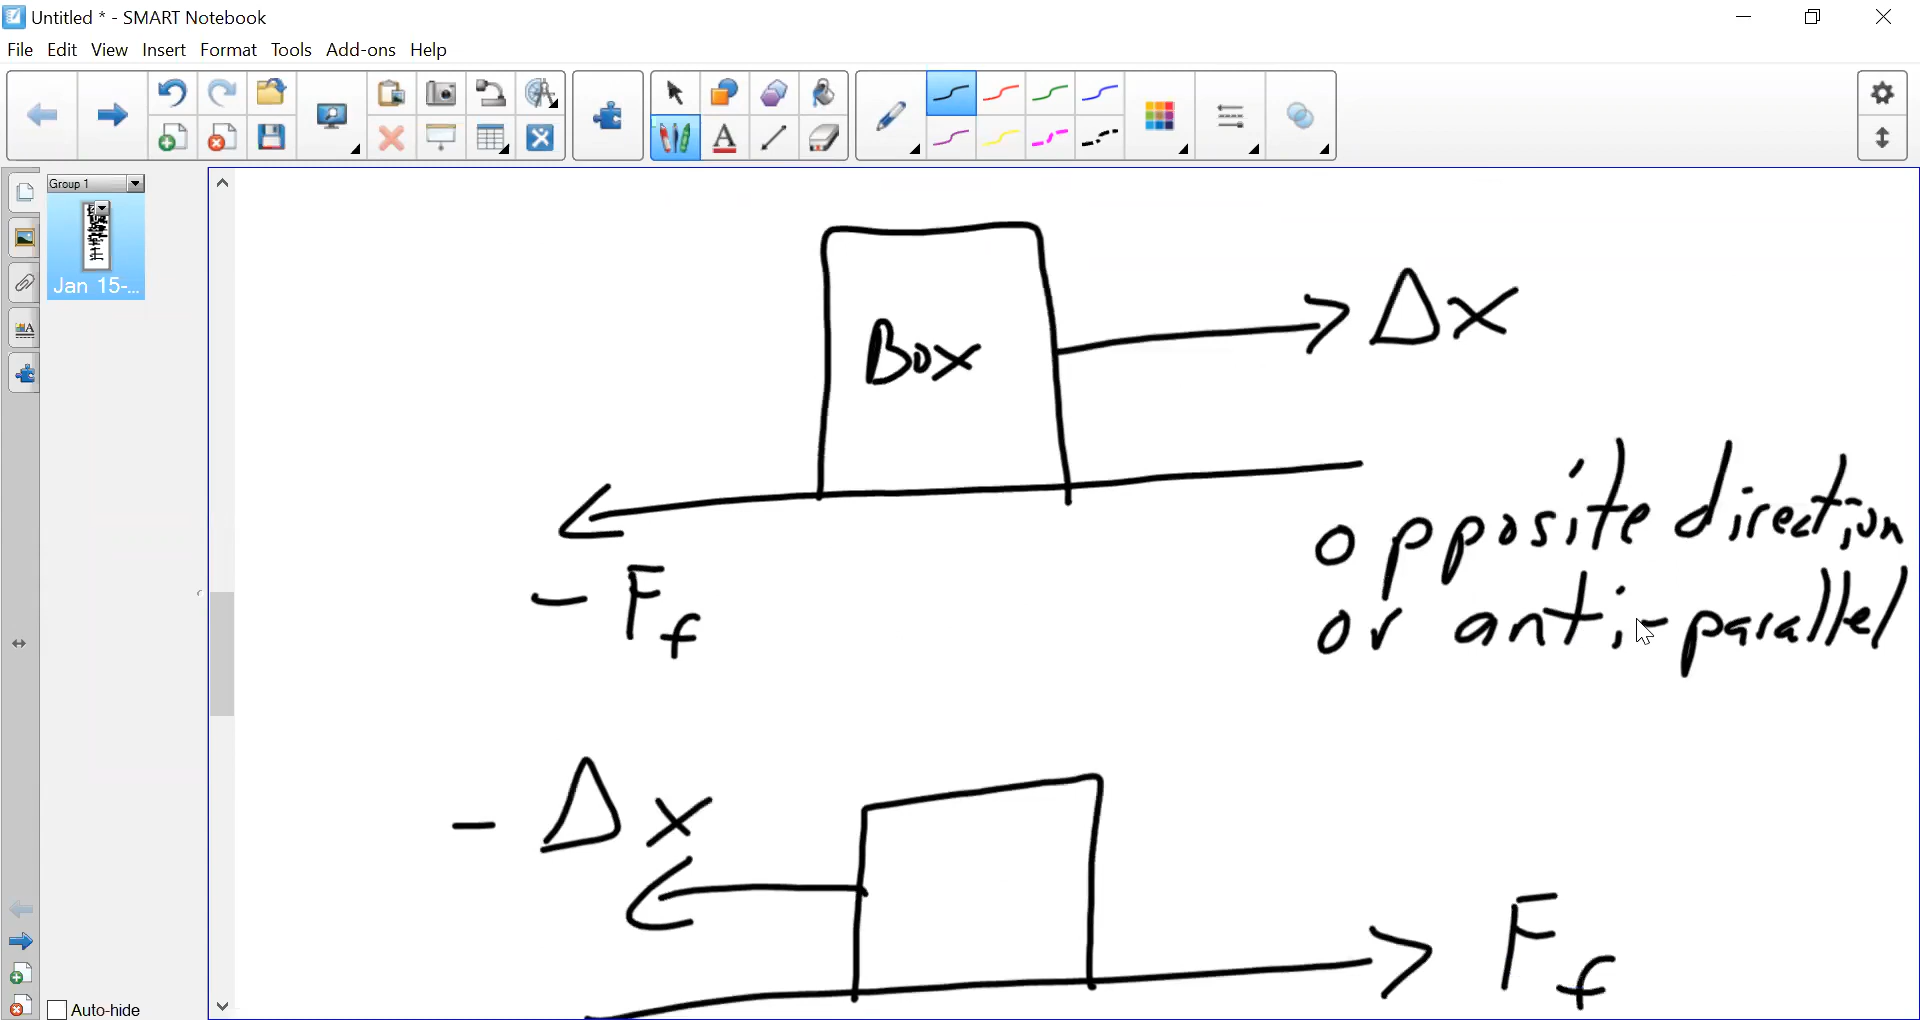 Untitled * - SMART Notebook
File Edit View Insert Format Tools Add-ons Help
Group 1
Jan 15-...
Box
Δx
opposite direction
or anti-parallel
- Ff
- Δx
Ff
Auto-hide